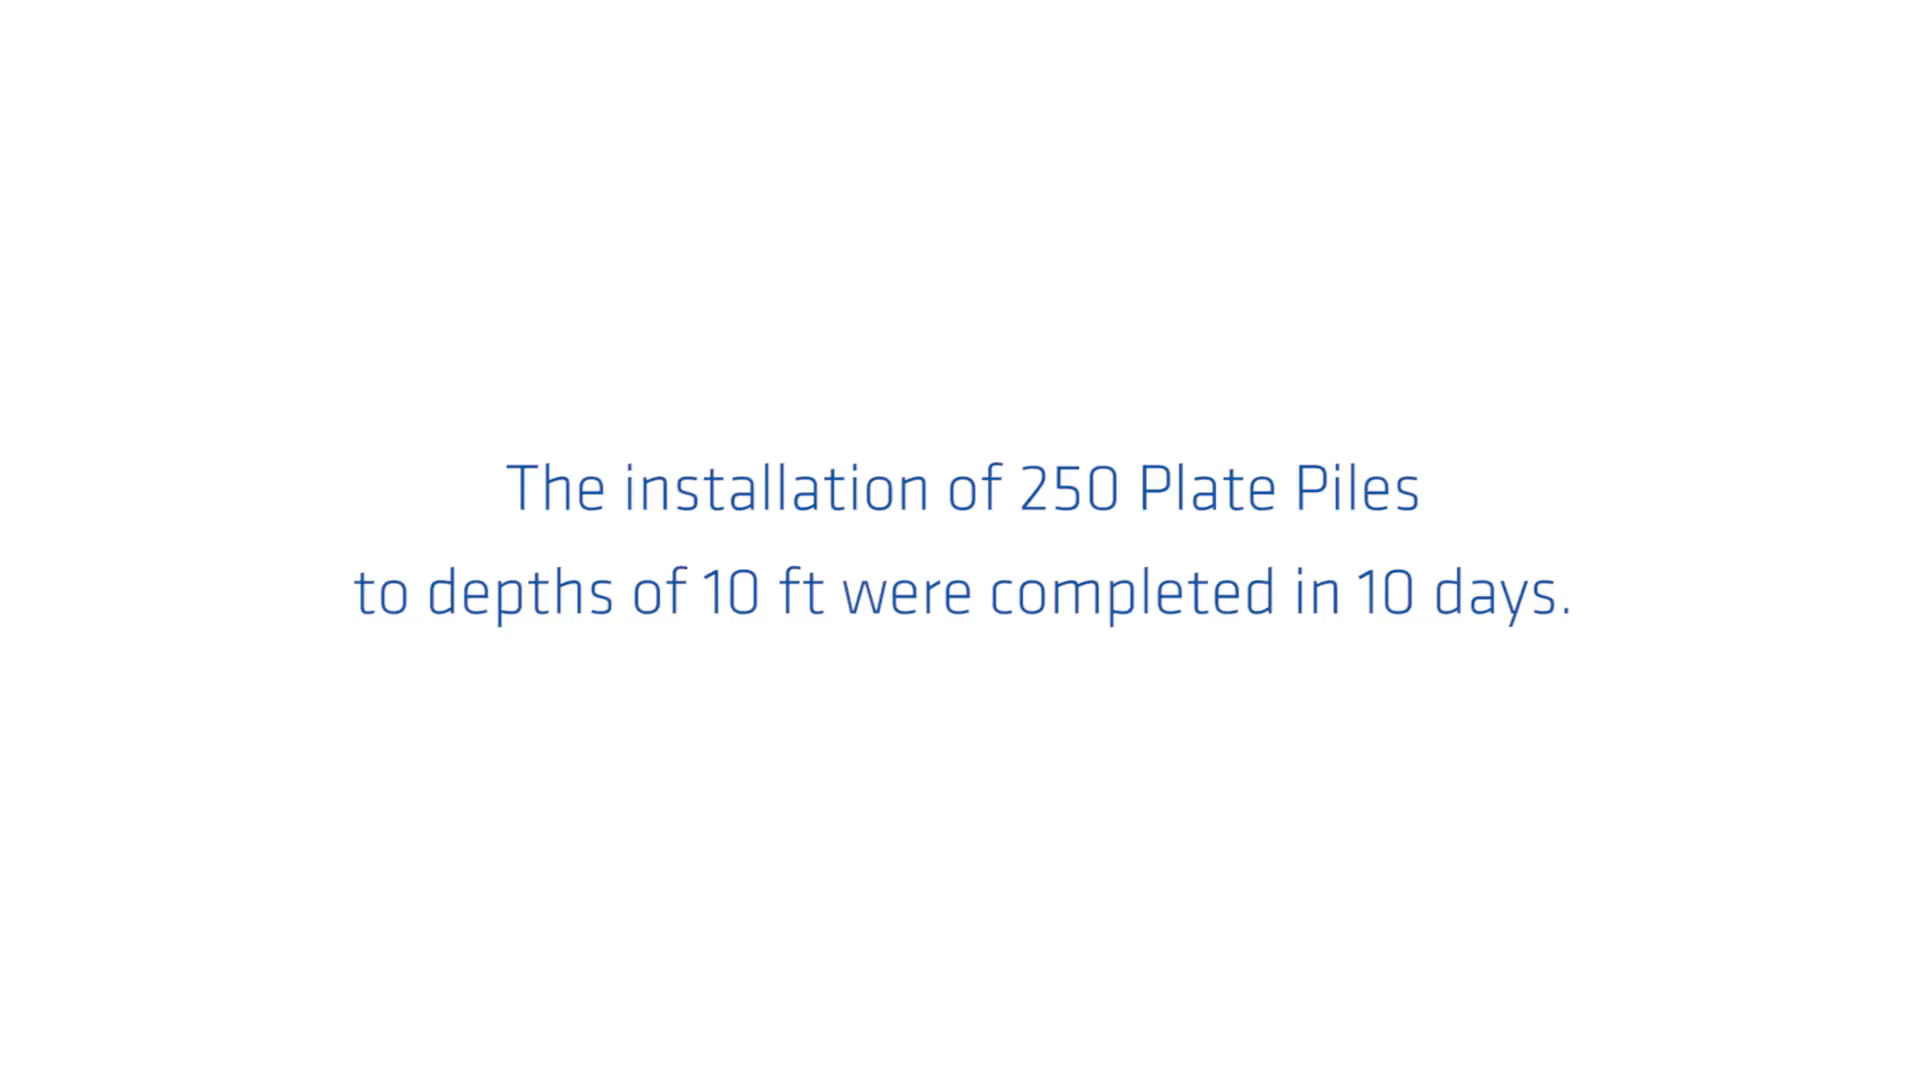 The installation of 250 Plate Piles
to depths of 10 ft were completed in 10 days.